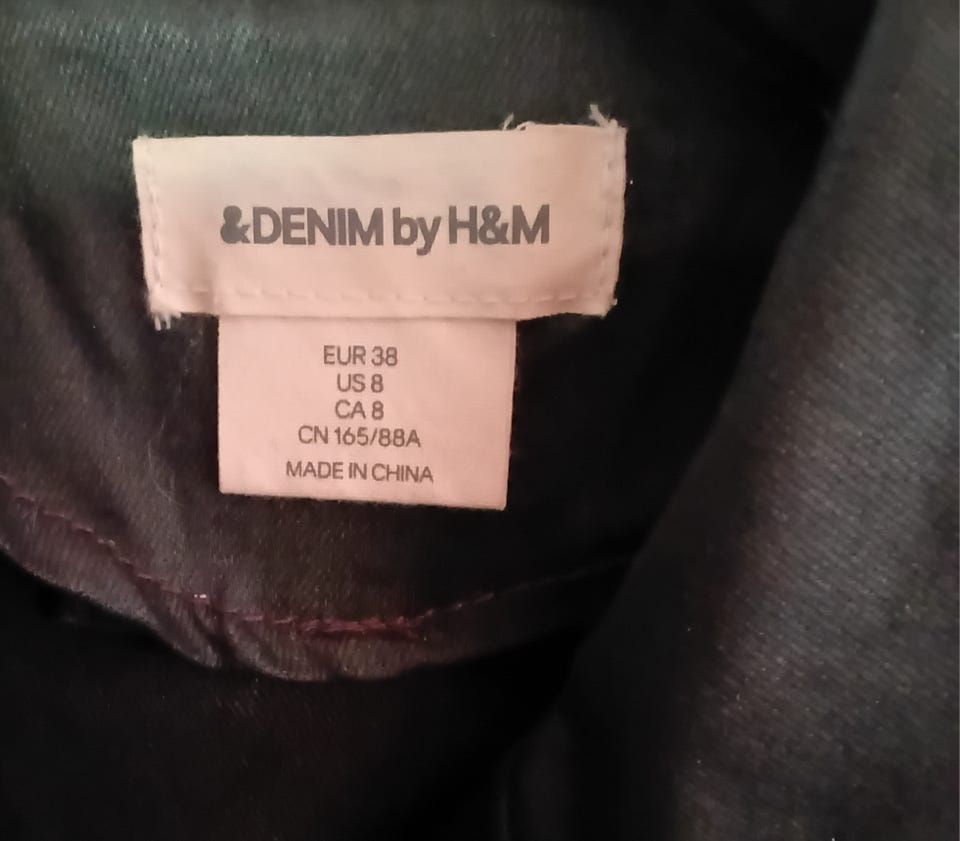 &DENIM by H&M
EUR 38
US 8
CA 8
CN 165/88A
MADE IN CHINA